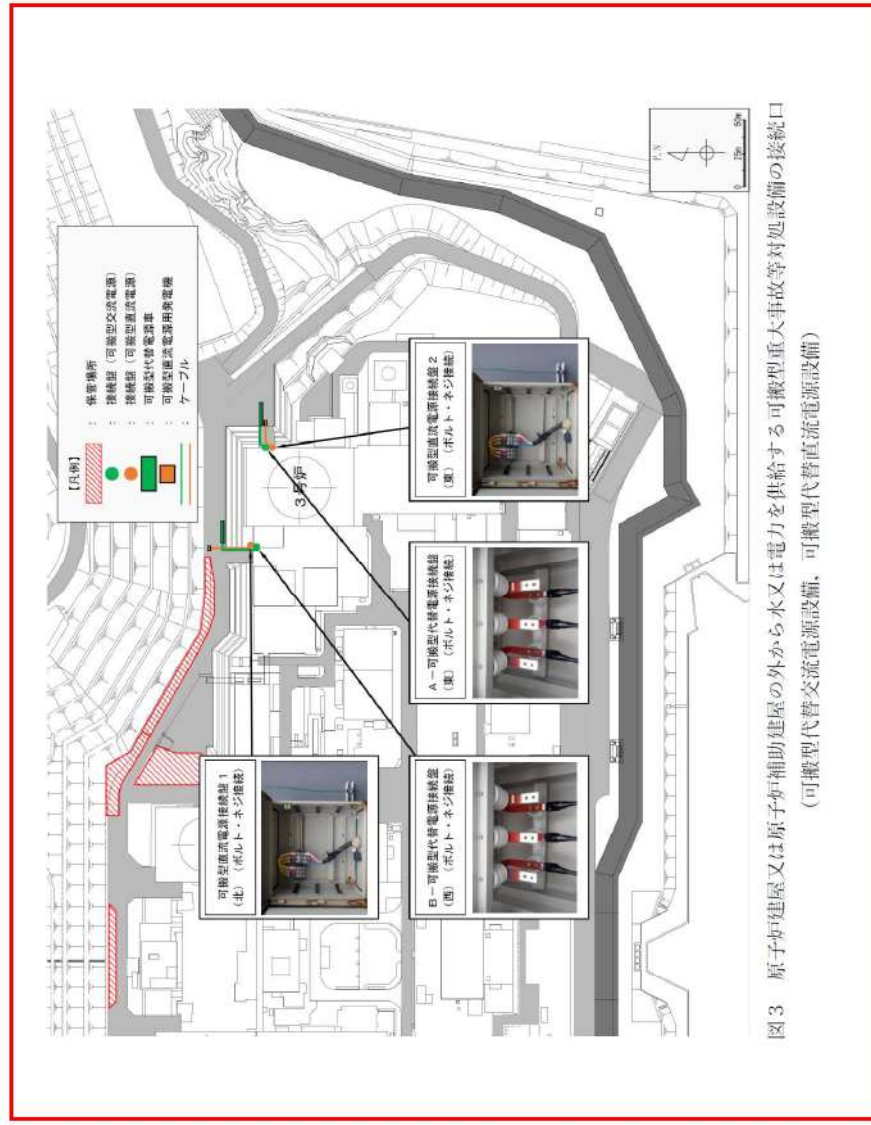 【凡例】
：保管場所
：接続盤（可搬型交流電源）
：接続盤（可搬型直流電源）
：可搬型代替電源車
：可搬型直流電源用発電機
：ケーブル
3号炉
可搬型直流電源接続盤1
（北）（ボルト・ネジ接続）
B－可搬型代替電源接続盤
（西）（ボルト・ネジ接続）
A－可搬型代替電源接続盤
（東）（ボルト・ネジ接続）
可搬型直流電源接続盤2
（東）（ボルト・ネジ接続）
P.N
0 25m 50m
図3　原子炉建屋又は原子炉補助建屋の外から水又は電力を供給する可搬型重大事故等対処設備の接続口
（可搬型代替交流電源設備、可搬型代替直流電源設備）